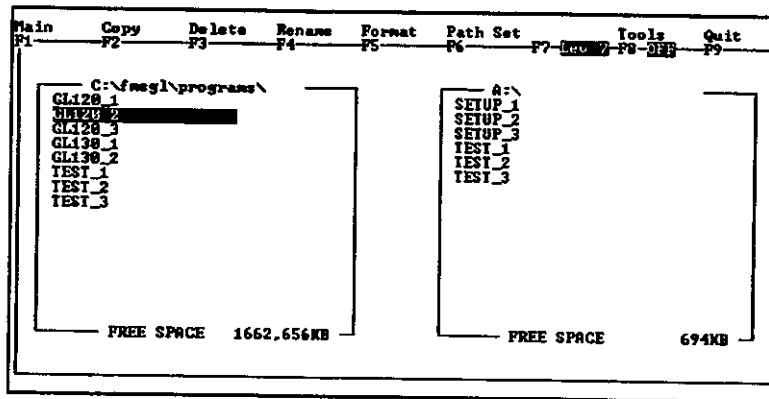 Main Copy Delete Rename Format Path Set Tools Quit
F1 F2 F3 F4 F5 P6 F7 F8 OFF F9
C:\fmsgl\programs\
GL120_1
GL120_2
GL120_3
GL130_1
GL130_2
TEST_1
TEST_2
TEST_3
FREE SPACE 1662,656KB
A:\
SETUP_1
SETUP_2
SETUP_3
TEST_1
TEST_2
TEST_3
FREE SPACE 694KB